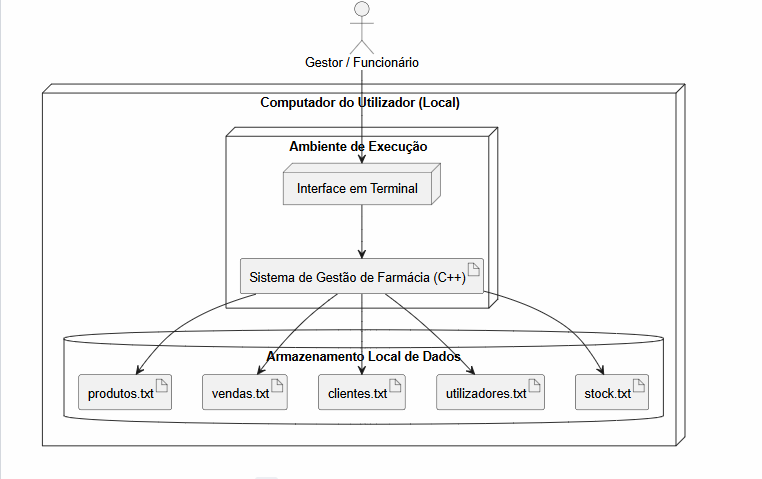 Gestor / Funcionário
Computador do Utilizador (Local)
Ambiente de Execução
Interface em Terminal
Sistema de Gestão de Farmácia (C++)
Armazenamento Local de Dados
produtos.txt
vendas.txt
clientes.txt
utilizadores.txt
stock.txt